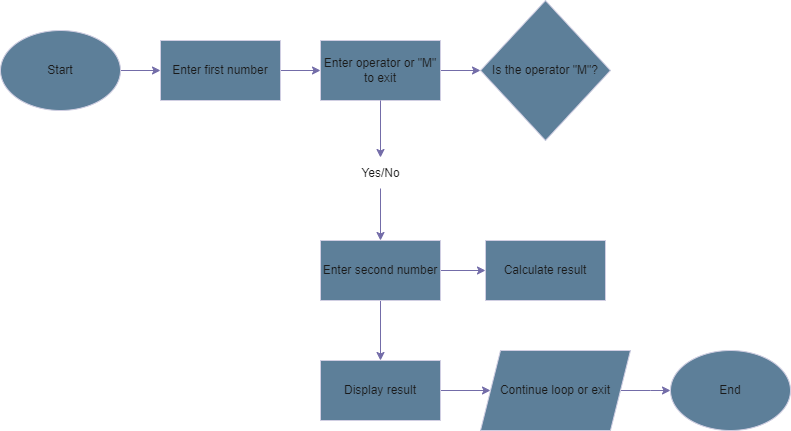 Start
Enter first number
Enter operator or "M"
to exit
Is the operator "M"?
Yes/No
Enter second number
Calculate result
Display result
Continue loop or exit
End